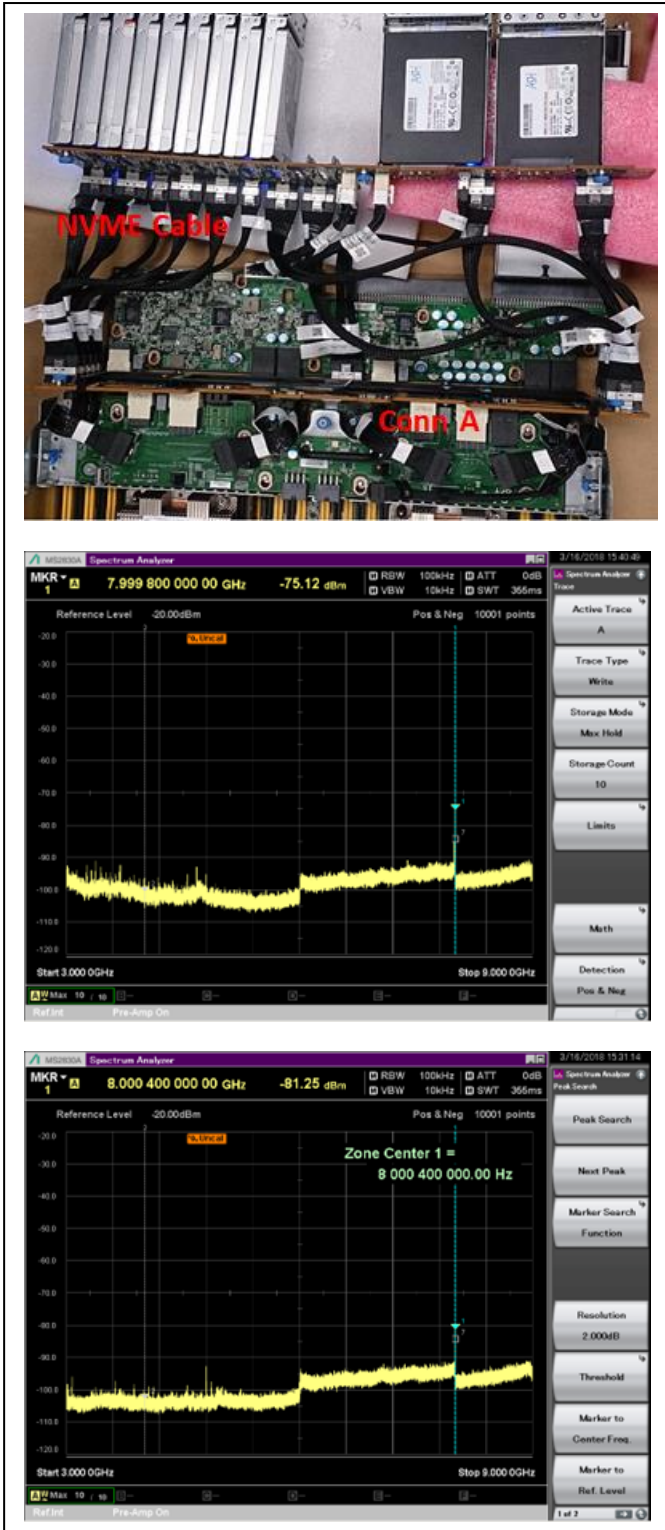 3A
NVME Cable
Conn A
MS2830A Spectrum Analyzer
3/16/2018 15:40:49
MKR 1 A 7.999 800 000 00 GHz -75.12 dBm
RBW 100kHz ATT 0dB
VBW 10kHz SWT 355ms
Spectrum Analyzer
Trace
Reference Level -20.00dBm Pos & Neg 10001 points
Uncal
-20.0
-30.0
-40.0
-50.0
-60.0
-70.0
-80.0
-90.0
-100.0
-110.0
-120.0
1
Start 3.000 0GHz Stop 9.000 0GHz
A Max 10 / 10
Ref.Int Pre-Amp On
Active Trace
A
Trace Type
Write
Storage Mode
Max Hold
Storage Count
10
Limits
Math
Detection
Pos & Neg
MS2830A Spectrum Analyzer
3/16/2018 15:31:14
MKR 1 A 8.000 400 000 00 GHz -81.25 dBm
RBW 100kHz ATT 0dB
VBW 10kHz SWT 355ms
Spectrum Analyzer
Peak Search
Reference Level -20.00dBm Pos & Neg 10001 points
Uncal
Zone Center 1 =
8 000 400 000.00 Hz
-20.0
-30.0
-40.0
-50.0
-60.0
-70.0
-80.0
-90.0
-100.0
-110.0
-120.0
1
Start 3.000 0GHz Stop 9.000 0GHz
A Max 10 / 10
Ref.Int Pre-Amp On
Peak Search
Next Peak
Marker Search
Function
Resolution
2.000dB
Threshold
Marker to
Center Freq.
Marker to
Ref. Level
1 of 2